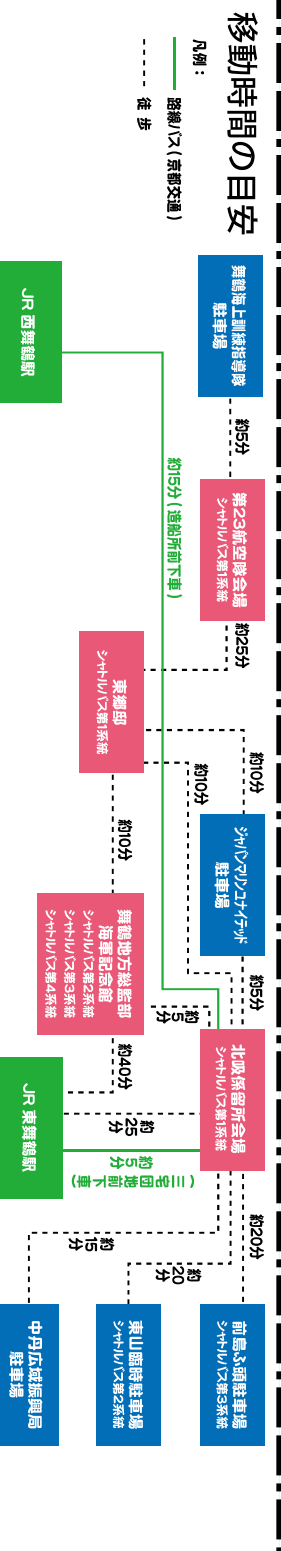 移動時間の目安
凡例：
路線バス（京都交通）
徒 歩
舞鶴海上訓練指導隊
駐車場
約5分
第23航空隊会場
シャトルバス第1系統
約25分
JR 西舞鶴駅
約15分（造船所前下車）
東郷邸
シャトルバス第1系統
約10分
約10分
ジャパンマリンユナイテッド
駐車場
約5分
約10分
舞鶴地方総監部
海軍記念館
シャトルバス第2系統
シャトルバス第3系統
シャトルバス第4系統
約
5分
北吸係留所会場
シャトルバス第1系統
約40分
JR 東舞鶴駅
約
25
分
約5
分
（三宅団地前下車）
約20分
前島ふ頭駐車場
シャトルバス第3系統
約
20
分
東山臨時駐車場
シャトルバス第2系統
約
15分
中丹広域振興局
駐車場